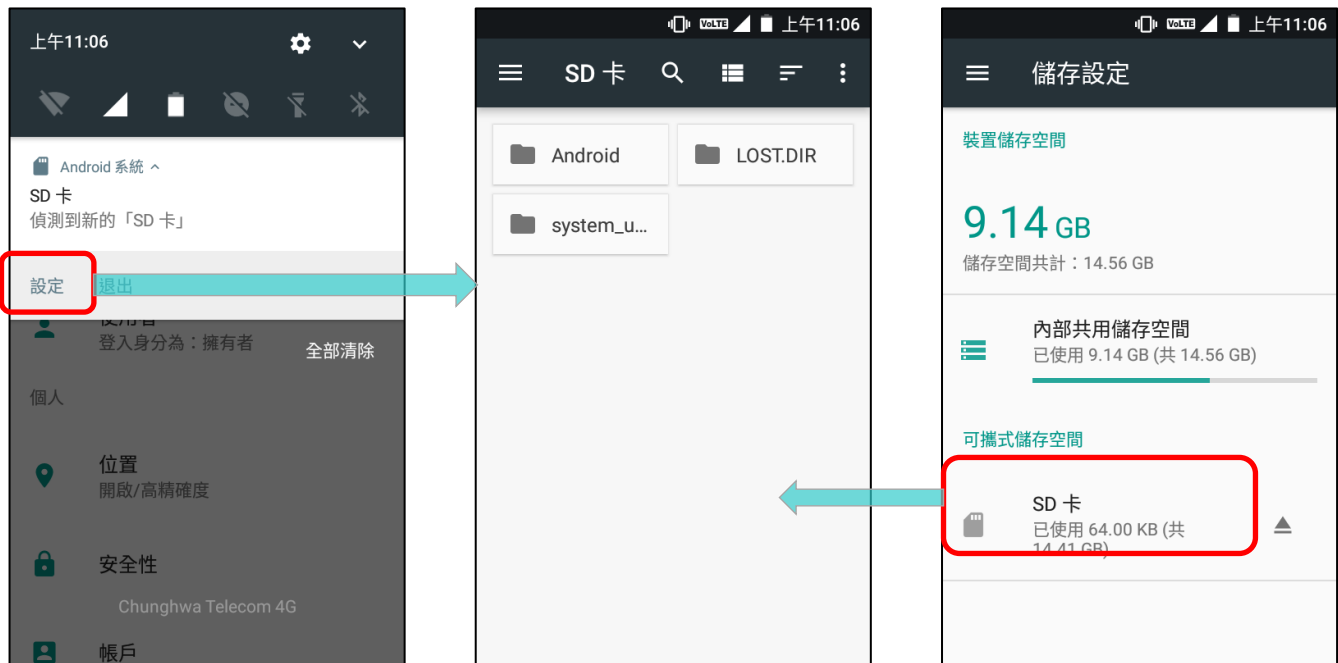 上午11:06
Android 系統
SD 卡
偵測到新的「SD 卡」
設定
退出
使用者
登入身分為：擁有者
全部清除
個人
位置
開啟/高精確度
安全性
Chunghwa Telecom 4G
帳戶
VoLTE 上午11:06
SD 卡
Android
LOST.DIR
system_u...
VoLTE 上午11:06
儲存設定
裝置儲存空間
9.14 GB
儲存空間共計：14.56 GB
內部共用儲存空間
已使用 9.14 GB (共 14.56 GB)
可攜式儲存空間
SD 卡
已使用 64.00 KB (共
14.41 GB)